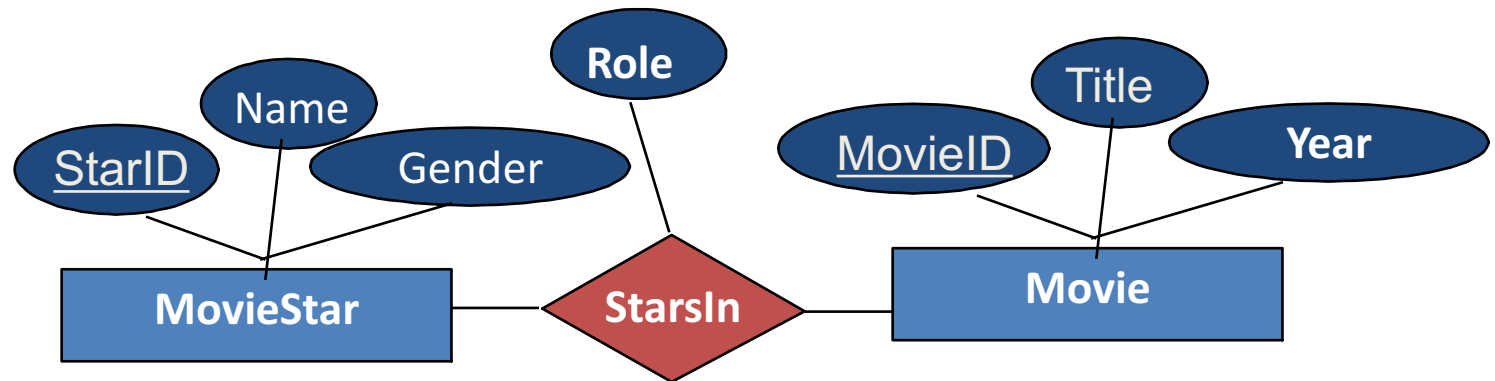 Role
Name
Title
StarID
Gender
MovieID
Year
MovieStar
StarsIn
Movie